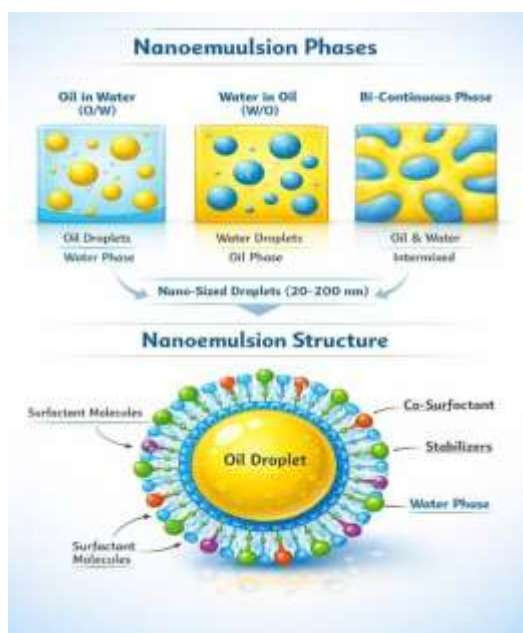 Nanoemuulsion Phases
Oil in Water
(O/W)
Water in Oil
(W/O)
Bi-Continuous Phase
Oil Droplets
Water Phase
Water Droplets
Oil Phase
Oil & Water
Intermixed
Nano-Sized Droplets (20-200 nm)
Nanoemulsion Structure
Surfactant Molecules
Co-Surfactant
Stabilizers
Oil Droplet
Water Phase
Surfactant
Molecules